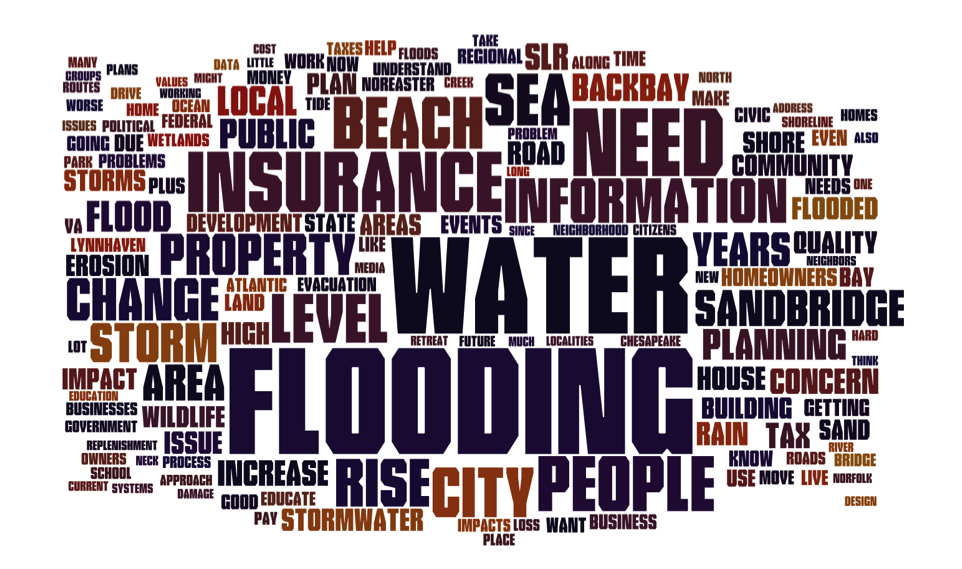 TAKE
COST
TAXES HELP
FLOODS
REGIONAL
SLR
ALONG TIME
MANY
PLANS
DATA
LITTLE
WORK NOW
UNDERSTAND
GROUPS
ROUTES
VALUES
MIGHT
MONEY
PLAN
NOREASTER
CREEK
SEA
BACKBAY
NORTH
MAKE
DRIVE
WORKING
WORSE
HOME
OCEAN
LOCAL
TIDE
BEACH
NEED
CIVIC
ADDRESS
SHORELINE
HOMES
ISSUES
POLITICAL
FEDERAL
PUBLIC
PROBLEM
ROAD
SHORE
EVEN
ALSO
GOING
DUE
WETLANDS
PARK
PROBLEMS
INSURANCE
LONG
COMMUNITY
STORMS
PLUS
INFORMATION
NEEDS
ONE
FLOODED
VA
FLOOD
DEVELOPMENT
STATE
AREAS
EVENTS
SINCE
NEIGHBORHOOD
CITIZENS
LYNNHAVEN
PROPERTY
LIKE
WATER
YEARS
QUALITY
NEIGHBORS
EROSION
MEDIA
NEW
HOMEOWNERS
BAY
CHANGE
ATLANTIC
EVACUATION
LAND
LEVEL
SANDBRIDGE
STORM
HIGH
LOT
RETREAT
FUTURE
MUCH
LOCALITIES
CHESAPEAKE
PLANNING
HARD
THINK
IMPACT
AREA
FLOODING
HOUSE
CONCERN
EDUCATION
BUSINESSES
WILDLIFE
BUILDING
GETTING
GOVERNMENT
RAIN
TAX
SAND
REPLENISHMENT
ISSUE
RIVER
OWNERS
NECK
PROCESS
KNOW
ROADS
BRIDGE
SCHOOL
INCREASE
RISE
CITY
PEOPLE
USE
MOVE
LIVE
NORFOLK
CURRENT
SYSTEMS
APPROACH
DAMAGE
GOOD
EDUCATE
DESIGN
PAY
STORMWATER
IMPACTS
LOSS
WANT
BUSINESS
PLACE